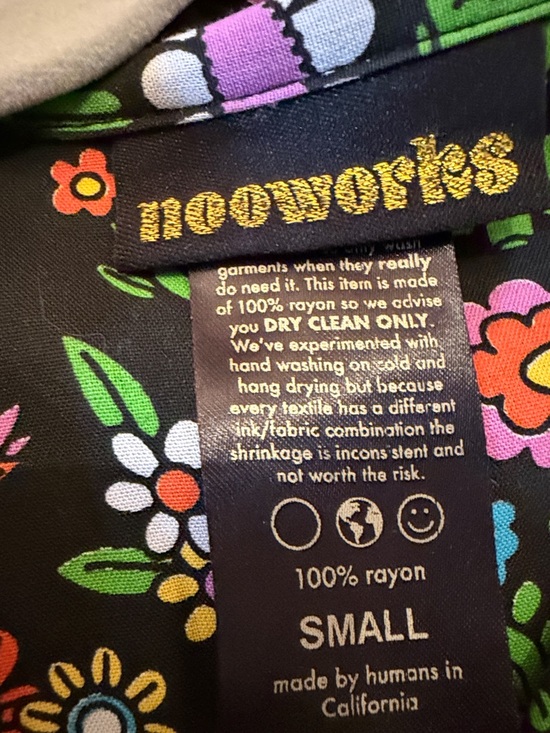 nooworks
only wash
garments when they really
do need it. This item is made
of 100% rayon so we advise
you DRY CLEAN ONLY.
We've experimented with
hand washing on cold and
hang drying but because
every textile has a different
ink/fabric combination the
shrinkage is inconsistent and
not worth the risk.
100% rayon
SMALL
made by humans in
California